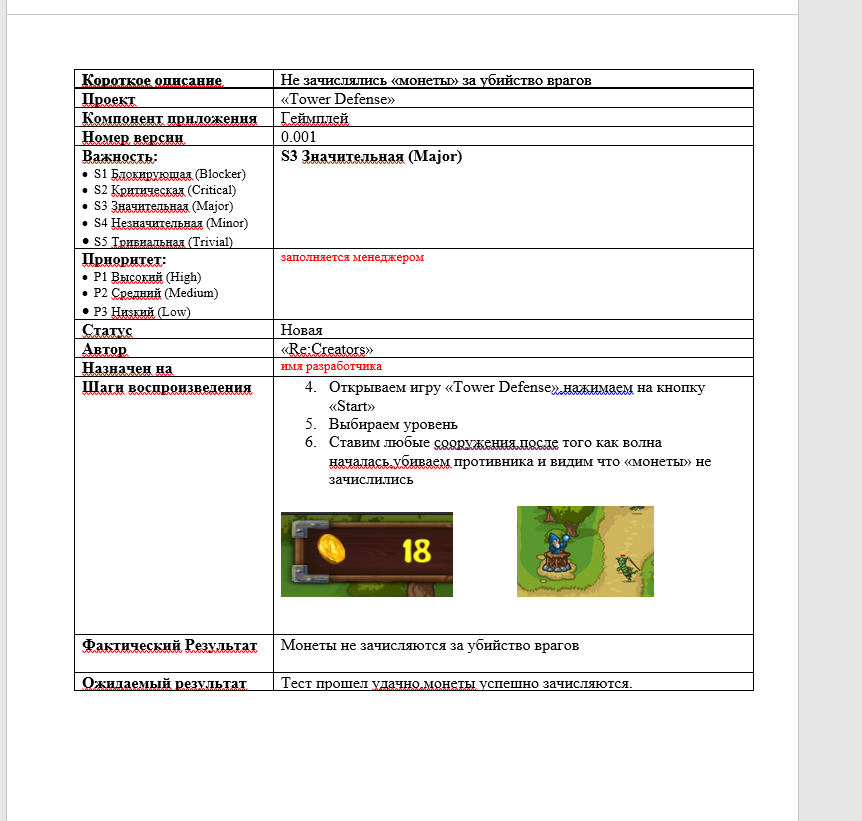 Короткое описание
Не зачислялись «монеты» за убийство врагов
Проект
«Tower Defense»
Компонент приложения
Геймплей
Номер версии
0.001
Важность:
• S1 Блокирующая (Blocker)
• S2 Критическая (Critical)
• S3 Значительная (Major)
• S4 Незначительная (Minor)
• S5 Тривиальная (Trivial)
S3 Значительная (Major)
Приоритет:
• P1 Высокий (High)
• P2 Средний (Medium)
• P3 Низкий (Low)
заполняется менеджером
Статус
Новая
Автор
«Re:Creators»
Назначен на
имя разработчика
Шаги воспроизведения
4. Открываем игру «Tower Defense»,нажимаем на кнопку
«Start»
5. Выбираем уровень
6. Ставим любые сооружения,после того как волна
началась,убиваем противника и видим что «монеты» не
зачислились
18
Фактический Результат
Монеты не зачисляются за убийство врагов
Ожидаемый результат
Тест прошел удачно,монеты успешно зачисляются.